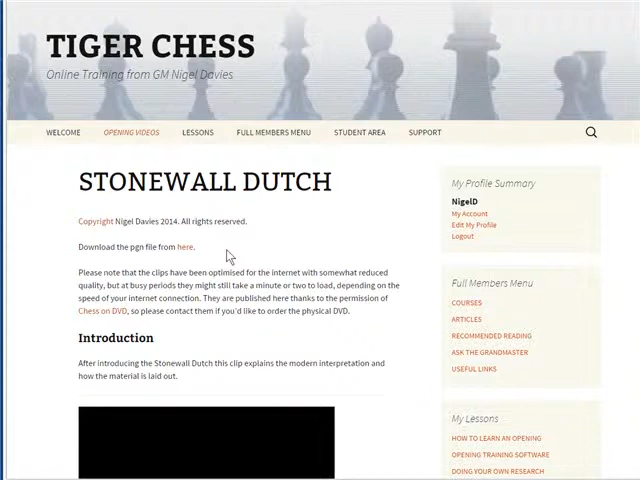 TIGER CHESS
Online Training from GM Nigel Davies
WELCOME OPENING VIDEOS LESSONS FULL MEMBERS MENU STUDENT AREA SUPPORT
STONEWALL DUTCH
Copyright Nigel Davies 2014. All rights reserved.
Download the pgn file from here.
Please note that the clips have been optimised for the internet with somewhat reduced
quality, but at busy periods they might still take a minute or two to load, depending on the
speed of your internet connection. They are published here thanks to the permission of
Chess on DVD, so please contact them if you'd like to order the physical DVD.
Introduction
After introducing the Stonewall Dutch this clip explains the modern interpretation and
how the material is laid out.
My Profile Summary
NigelD
My Account
Edit My Profile
Logout
Full Members Menu
COURSES
ARTICLES
RECOMMENDED READING
ASK THE GRANDMASTER
USEFUL LINKS
My Lessons
HOW TO LEARN AN OPENING
OPENING TRAINING SOFTWARE
DOING YOUR OWN RESEARCH